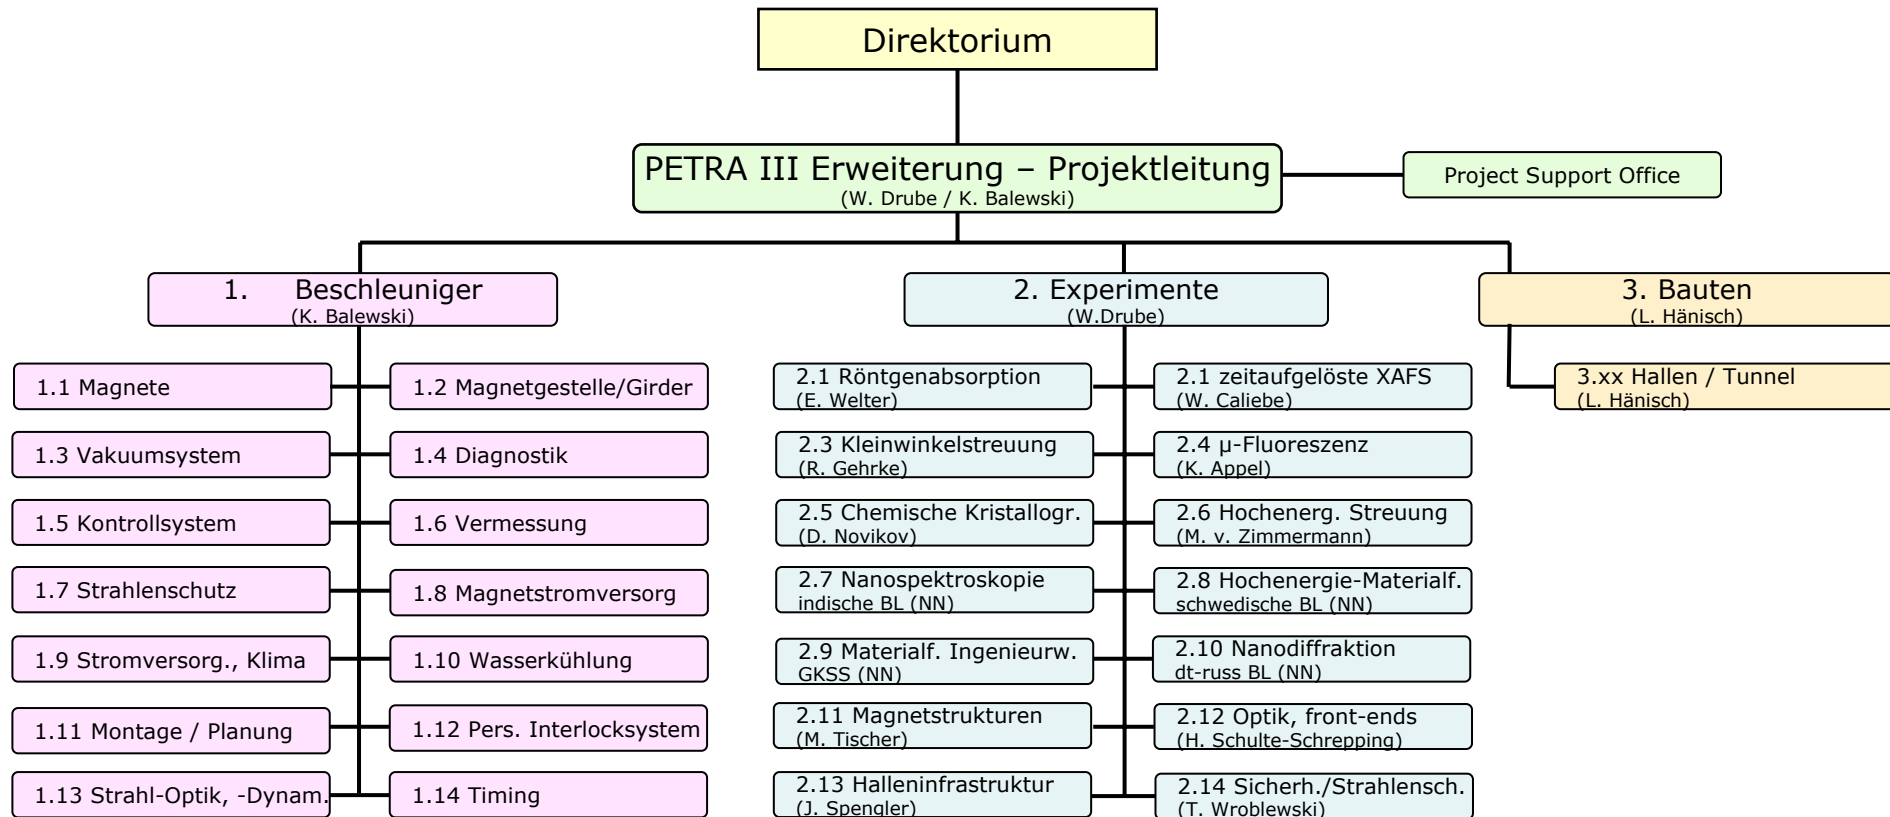 Direktorium
PETRA III Erweiterung – Projektleitung
(W. Drube / K. Balewski)
Project Support Office
1. Beschleuniger
(K. Balewski)
2. Experimente
(W.Drube)
3. Bauten
(L. Hänisch)
1.1 Magnete
1.2 Magnetgestelle/Girder
1.3 Vakuumsystem
1.4 Diagnostik
1.5 Kontrollsystem
1.6 Vermessung
1.7 Strahlenschutz
1.8 Magnetstromversorg
1.9 Stromversorg., Klima
1.10 Wasserkühlung
1.11 Montage / Planung
1.12 Pers. Interlocksystem
1.13 Strahl-Optik, -Dynam.
1.14 Timing
2.1 Röntgenabsorption
(E. Welter)
2.1 zeitaufgelöste XAFS
(W. Caliebe)
2.3 Kleinwinkelstreuung
(R. Gehrke)
2.4 µ-Fluoreszenz
(K. Appel)
2.5 Chemische Kristallogr.
(D. Novikov)
2.6 Hochenerg. Streuung
(M. v. Zimmermann)
2.7 Nanospektroskopie
indische BL (NN)
2.8 Hochenergie-Materialf.
schwedische BL (NN)
2.9 Materialf. Ingenieurw.
GKSS (NN)
2.10 Nanodiffraktion
dt-russ BL (NN)
2.11 Magnetstrukturen
(M. Tischer)
2.12 Optik, front-ends
(H. Schulte-Schrepping)
2.13 Halleninfrastruktur
(J. Spengler)
2.14 Sicherh./Strahlensch.
(T. Wroblewski)
3.xx Hallen / Tunnel
(L. Hänisch)